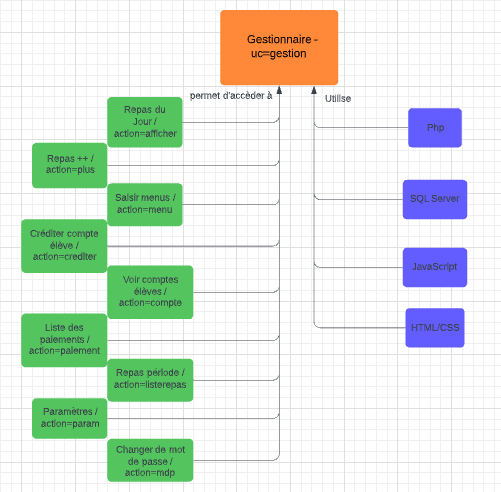 Gestionnaire -
uc=gestion
permet d'accèder à
Utilise
Repas du
Jour /
action=afficher
Php
Repas ++ /
action=plus
Saisir menus /
action=menu
SQL Server
Créditer compte
élève /
action=crediter
Voir comptes
élèves /
action=compte
JavaScript
Liste des
paiements /
action=paiement
HTML/CSS
Repas période /
action=listerepas
Paramètres /
action=param
Changer de mot
de passe /
action=mdp